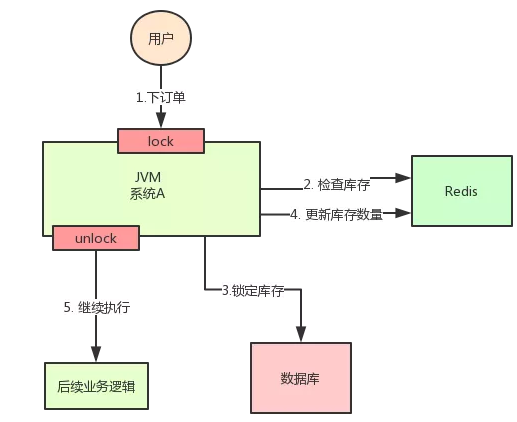 用户
1.下订单
lock
JVM
系统A
2. 检查库存
Redis
4. 更新库存数量
unlock
3.锁定库存
5. 继续执行
后续业务逻辑
数据库